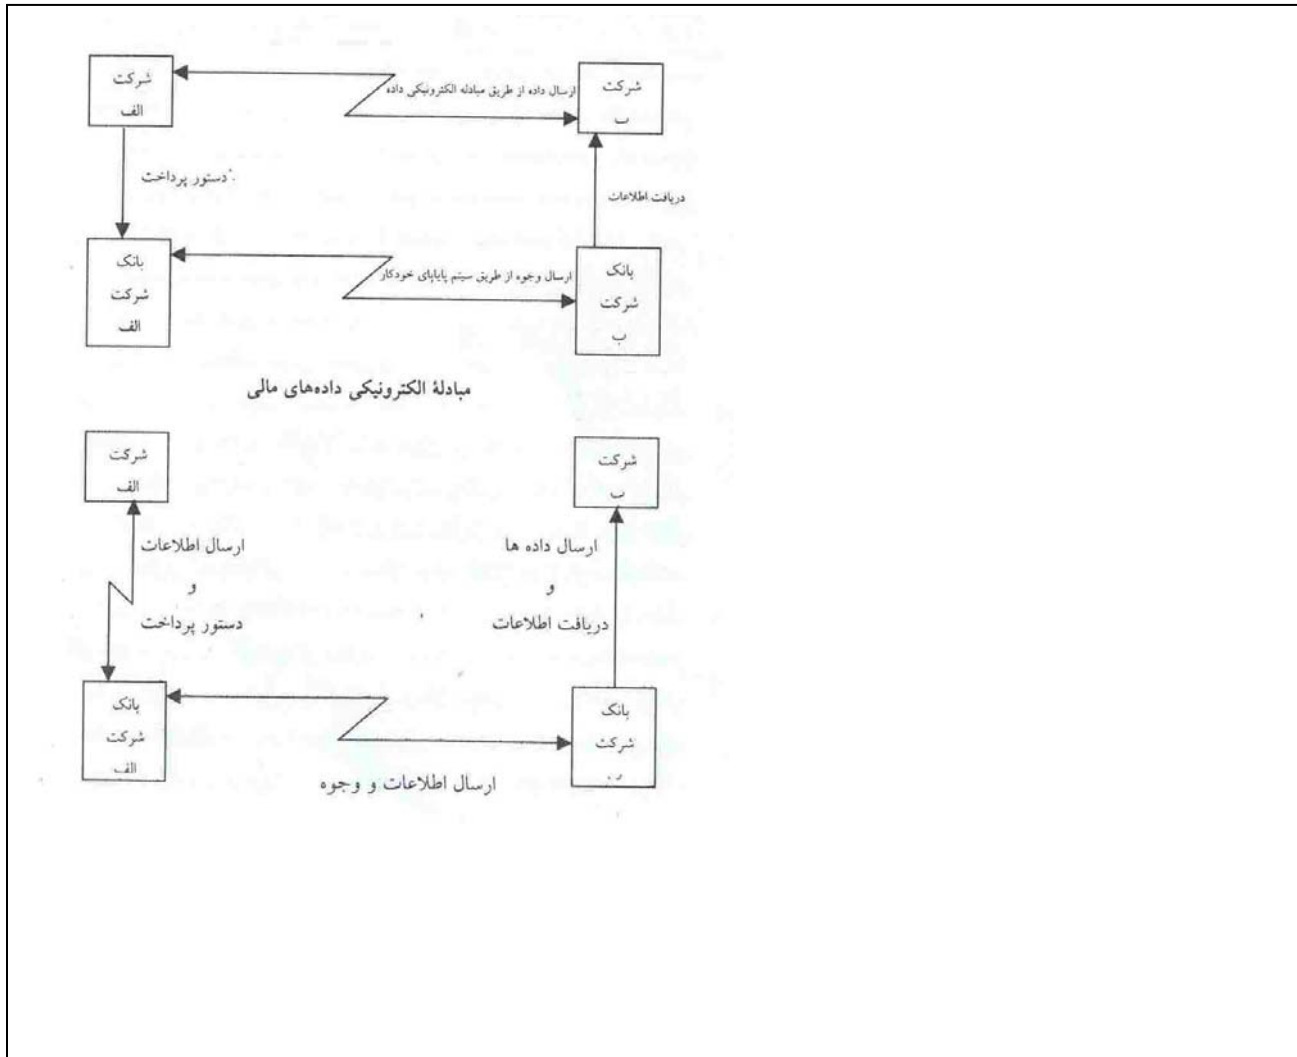 شرکت
الف
شرکت
ب
ارسال داده از طریق مبادله الکترونیکی داده
دستور پرداخت
دریافت اطلاعات
بانک
شرکت
الف
بانک
شرکت
ب
ارسال وجوه از طریق سیتم پایاپای خودکار
مبادلهٔ الکترونیکی داده‌های مالی
شرکت
الف
شرکت
ب
ارسال اطلاعات
و
دستور پرداخت
ارسال داده ها
و
دریافت اطلاعات
بانک
شرکت
الف
بانک
شرکت
ب
ارسال اطلاعات و وجوه